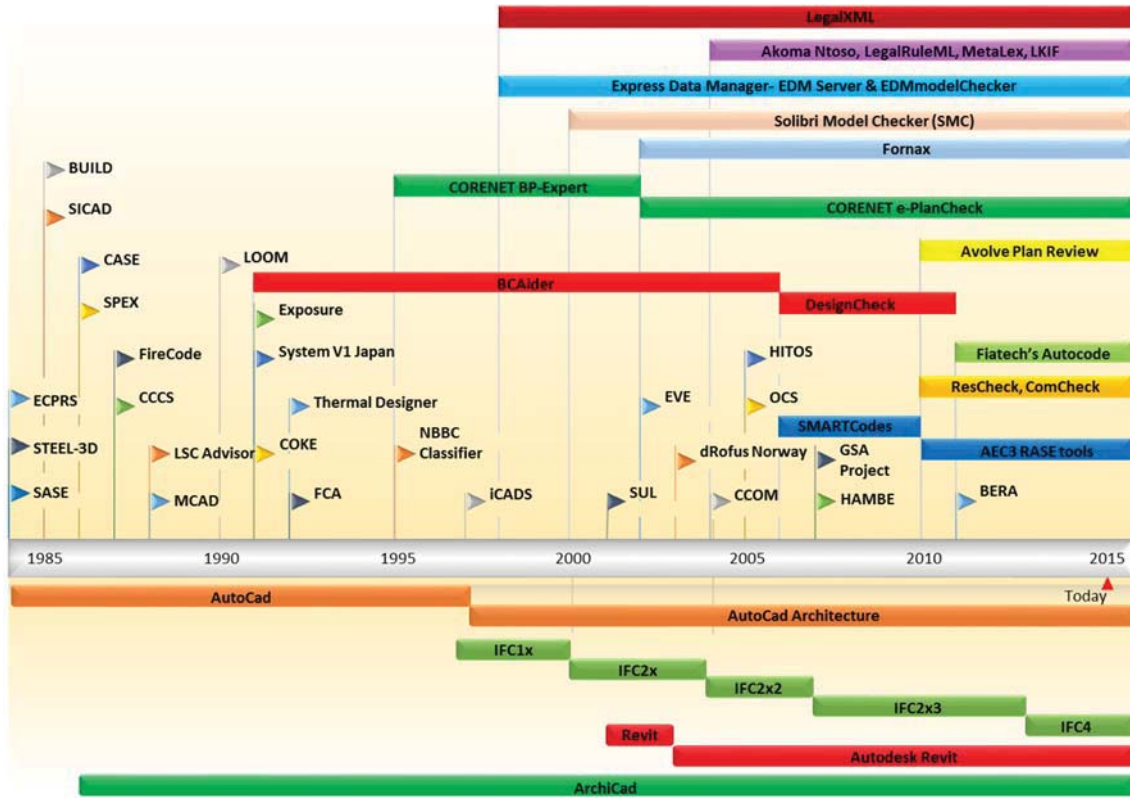 LegalXML
Akoma Ntoso, LegalRuleML, MetaLex, LKIF
Express Data Manager- EDM Server & EDMmodelChecker
Solibri Model Checker (SMC)
Fornax
BUILD
CORENET BP-Expert
SICAD
CORENET e-PlanCheck
CASE
LOOM
Avolve Plan Review
BCAider
SPEX
Exposure
DesignCheck
FireCode
System V1 Japan
HITOS
Fiatech's Autocode
ResCheck, ComCheck
ECPRS
CCCS
Thermal Designer
EVE
OCS
SMARTCodes
STEEL-3D
LSC Advisor
COKE
NBBC
Classifier
dRofus Norway
GSA
Project
AEC3 RASE tools
SASE
MCAD
FCA
iCADS
SUL
CCOM
HAMBE
BERA
1985 1990 1995 2000 2005 2010 2015
Today
AutoCad
AutoCad Architecture
IFC1x
IFC2x
IFC2x2
IFC2x3
IFC4
Revit
Autodesk Revit
ArchiCad